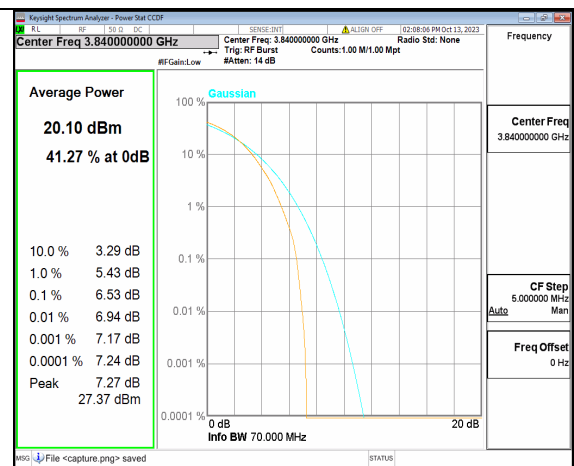 Keysight Spectrum Analyzer - Power Stat CCDF
RL RF 50 Ω DC SENSE:INT ALIGN OFF 02:08:06 PM Oct 13, 2023
Center Freq 3.840000000 GHz
Center Freq: 3.840000000 GHz Radio Std: None
Trig: RF Burst Counts:1.00 M/1.00 Mpt
#IFGain:Low #Atten: 14 dB
Frequency
Average Power
20.10 dBm
41.27 % at 0dB
10.0 % 3.29 dB
1.0 % 5.43 dB
0.1 % 6.53 dB
0.01 % 6.94 dB
0.001 % 7.17 dB
0.0001 % 7.24 dB
Peak 7.27 dB
27.37 dBm
Gaussian
100 %
10 %
1 %
0.1 %
0.01 %
0.001 %
0.0001 %
0 dB 20 dB
Info BW 70.000 MHz
Center Freq
3.840000000 GHz
CF Step
5.000000 MHz
Auto Man
Freq Offset
0 Hz
MSG File <capture.png> saved STATUS